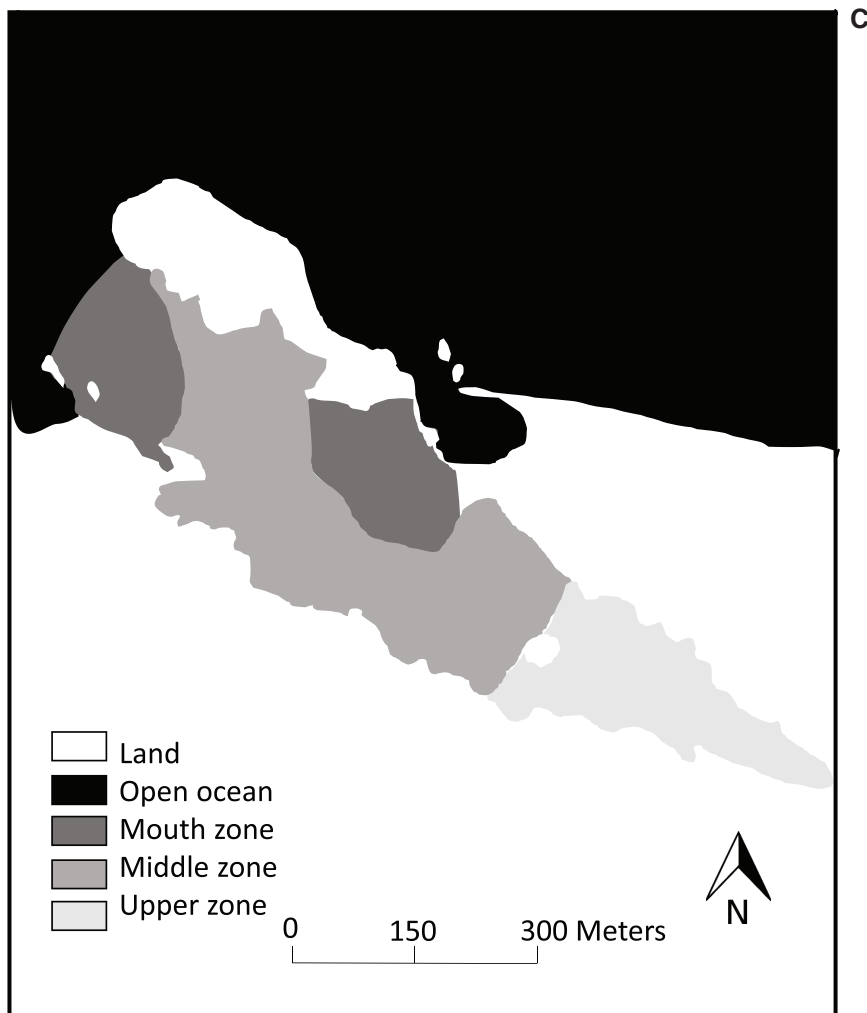 C
Land
Open ocean
Mouth zone
Middle zone
Upper zone
0 150 300 Meters
N